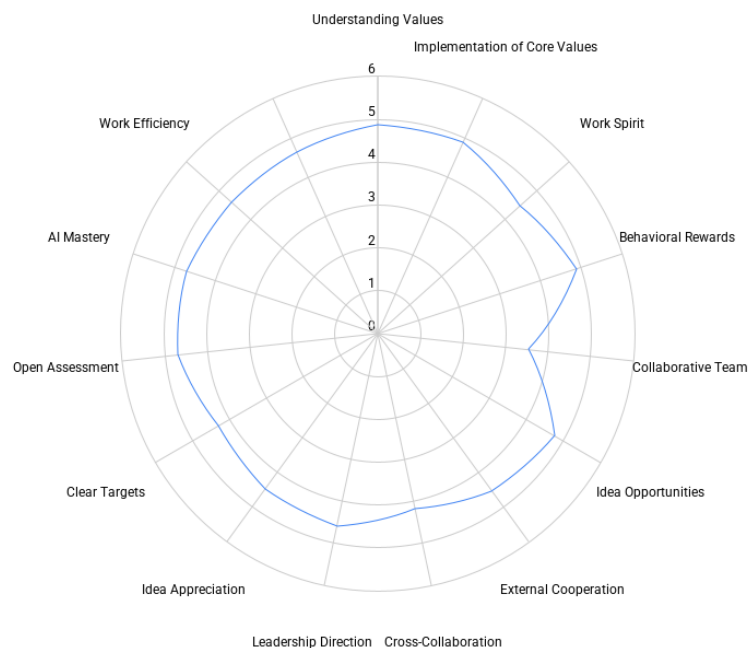 Understanding Values
Implementation of Core Values
6
Work Efficiency
Work Spirit
5
4
3
AI Mastery
Behavioral Rewards
2
1
0
Open Assessment
Collaborative Team
Clear Targets
Idea Opportunities
Idea Appreciation
External Cooperation
Leadership Direction
Cross-Collaboration